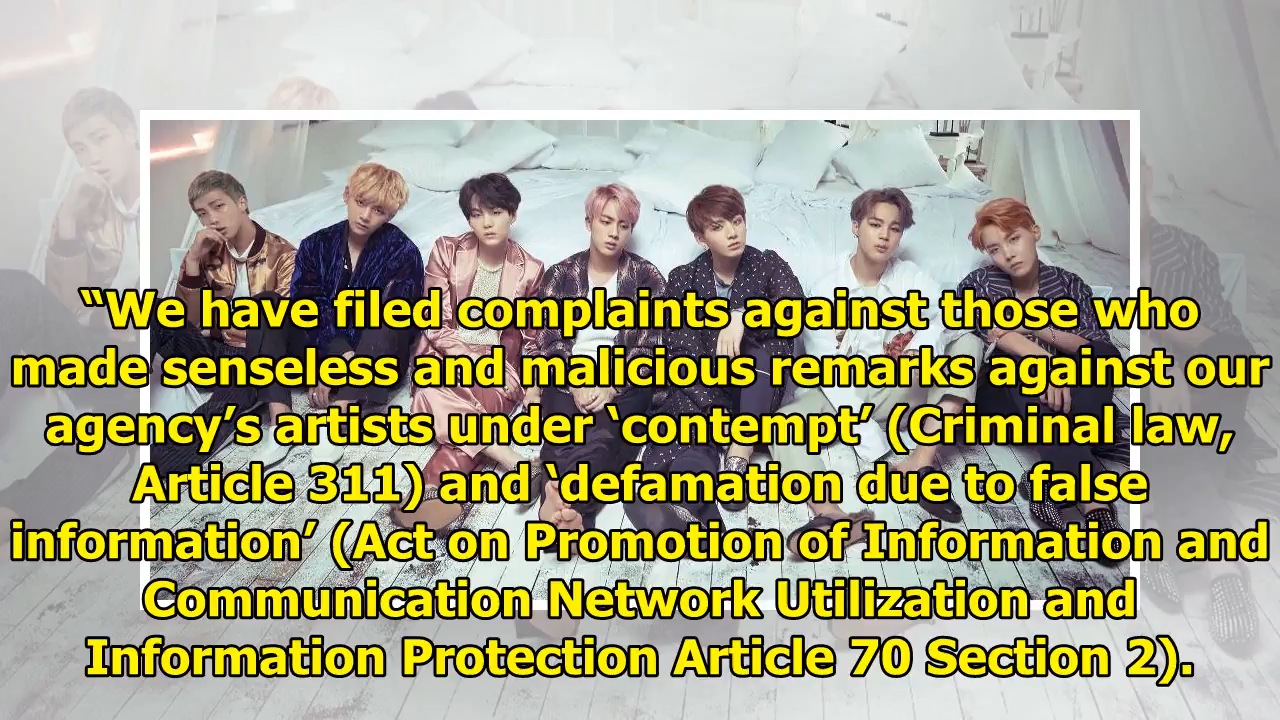 “We have filed complaints against those who
made senseless and malicious remarks against our
agency’s artists under ‘contempt’ (Criminal law,
Article 311) and ‘defamation due to false
information’ (Act on Promotion of Information and
Communication Network Utilization and
Information Protection Article 70 Section 2).